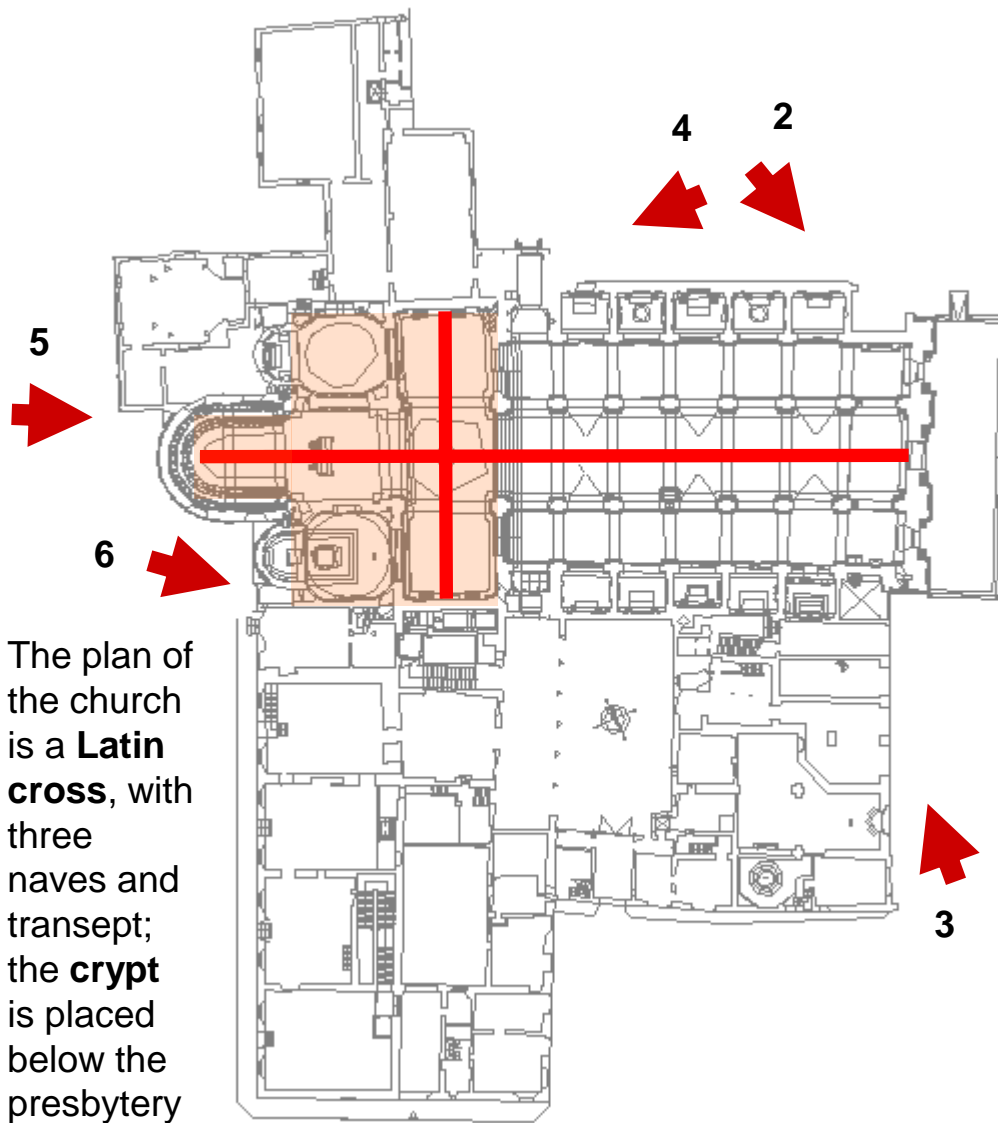 4
2
5
6
The plan of
the church
is a Latin
cross, with
three
naves and
transept;
the crypt
is placed
below the
presbytery
3